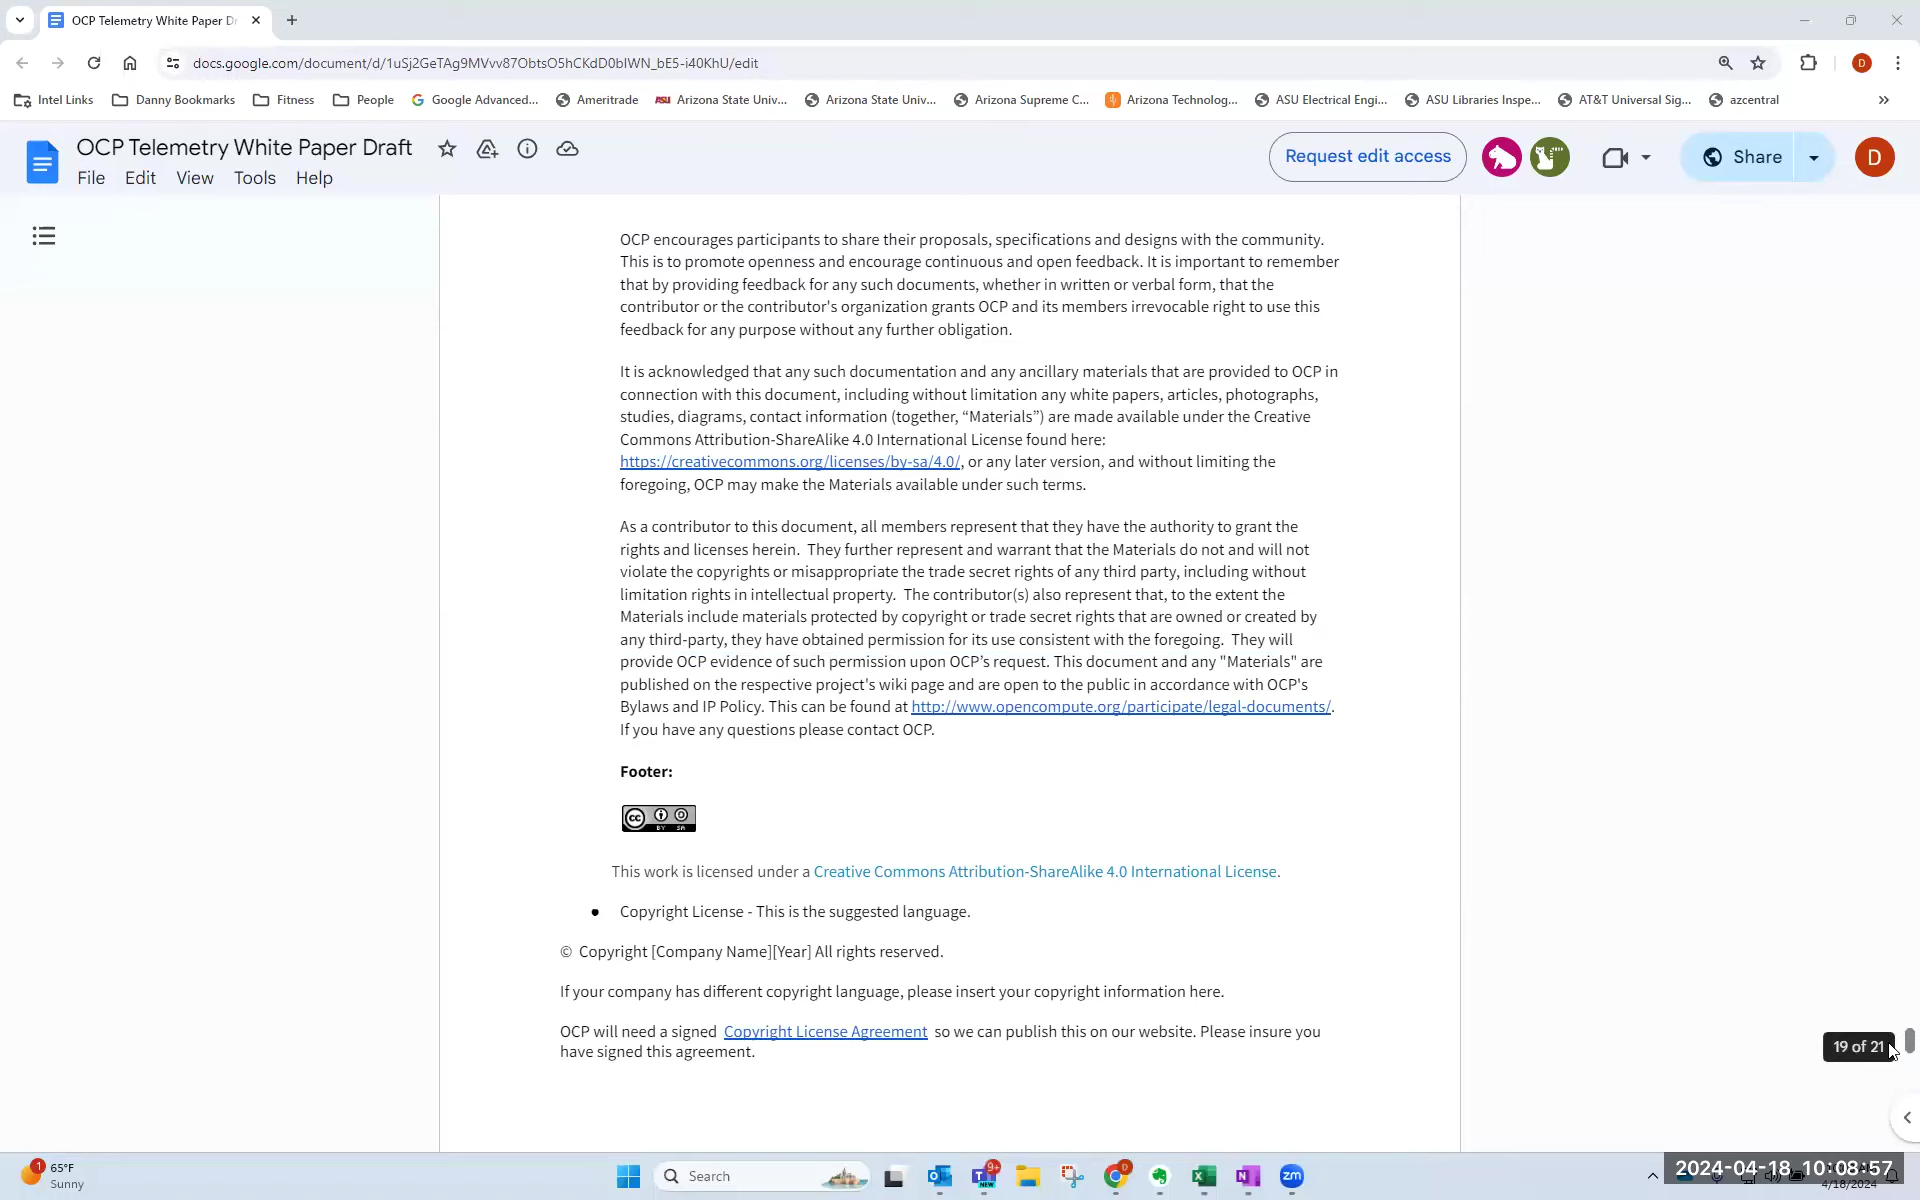 OCP Telemetry White Paper Dr
docs.google.com/document/d/1uSj2GeTAg9MVvv87ObtsO5hCKdD0bIWN_bE5-i40KhU/edit
D
Intel Links
Danny Bookmarks
Fitness
People
Google Advanced...
Ameritrade
ASU
Arizona State Univ...
Arizona State Univ...
Arizona Supreme C...
Arizona Technolog...
ASU Electrical Engi...
ASU Libraries Inspe...
AT&T Universal Sig...
azcentral
OCP Telemetry White Paper Draft
File Edit View Tools Help
Request edit access
Share
D
OCP encourages participants to share their proposals, specifications and designs with the community.
This is to promote openness and encourage continuous and open feedback. It is important to remember
that by providing feedback for any such documents, whether in written or verbal form, that the
contributor or the contributor's organization grants OCP and its members irrevocable right to use this
feedback for any purpose without any further obligation.
It is acknowledged that any such documentation and any ancillary materials that are provided to OCP in
connection with this document, including without limitation any white papers, articles, photographs,
studies, diagrams, contact information (together, “Materials”) are made available under the Creative
Commons Attribution-ShareAlike 4.0 International License found here:
https://creativecommons.org/licenses/by-sa/4.0/, or any later version, and without limiting the
foregoing, OCP may make the Materials available under such terms.
As a contributor to this document, all members represent that they have the authority to grant the
rights and licenses herein.  They further represent and warrant that the Materials do not and will not
violate the copyrights or misappropriate the trade secret rights of any third party, including without
limitation rights in intellectual property.  The contributor(s) also represent that, to the extent the
Materials include materials protected by copyright or trade secret rights that are owned or created by
any third-party, they have obtained permission for its use consistent with the foregoing.  They will
provide OCP evidence of such permission upon OCP’s request. This document and any "Materials" are
published on the respective project's wiki page and are open to the public in accordance with OCP's
Bylaws and IP Policy. This can be found at http://www.opencompute.org/participate/legal-documents/.
If you have any questions please contact OCP.
Footer:
cc BY SA
This work is licensed under a Creative Commons Attribution-ShareAlike 4.0 International License.
● Copyright License - This is the suggested language.
© Copyright [Company Name][Year] All rights reserved.
If your company has different copyright language, please insert your copyright information here.
OCP will need a signed Copyright License Agreement so we can publish this on our website. Please insure you
have signed this agreement.
19 of 21
1
65°F
Sunny
Search
9+
NEW
D
zm
2024-04-18 10:08:57
4/18/2024